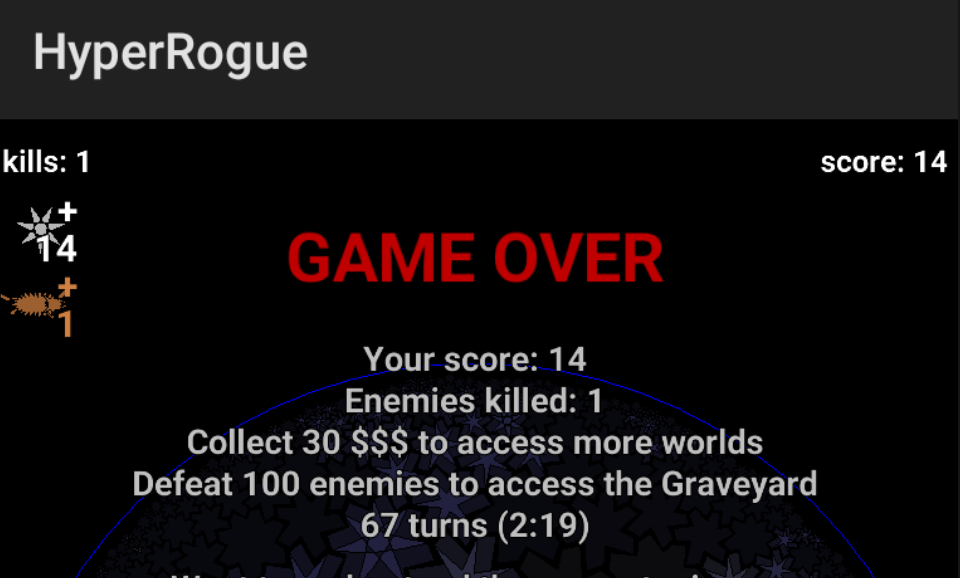 HyperRogue
kills: 1
score: 14
+
14
+
1
GAME OVER
Your score: 14
Enemies killed: 1
Collect 30 $$$ to access more worlds
Defeat 100 enemies to access the Graveyard
67 turns (2:19)